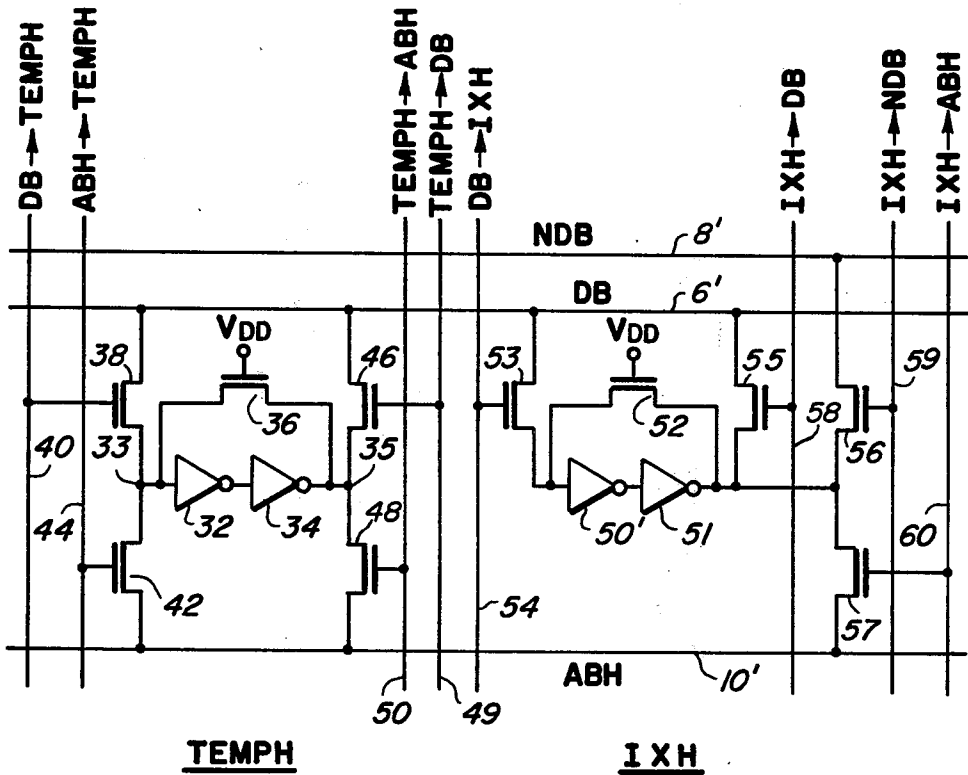 DB→TEMPH
ABH→TEMPH
TEMPH→ABH
TEMPH→DB
DB→IXH
IXH→DB
IXH→NDB
IXH→ABH
NDB
8'
DB
6'
VDD
VDD
38
46
53
55
59
36
52
58
56
33
35
40
32
34
50'
51
44
48
60
42
54
57
ABH
10'
50
49
TEMPH
IXH